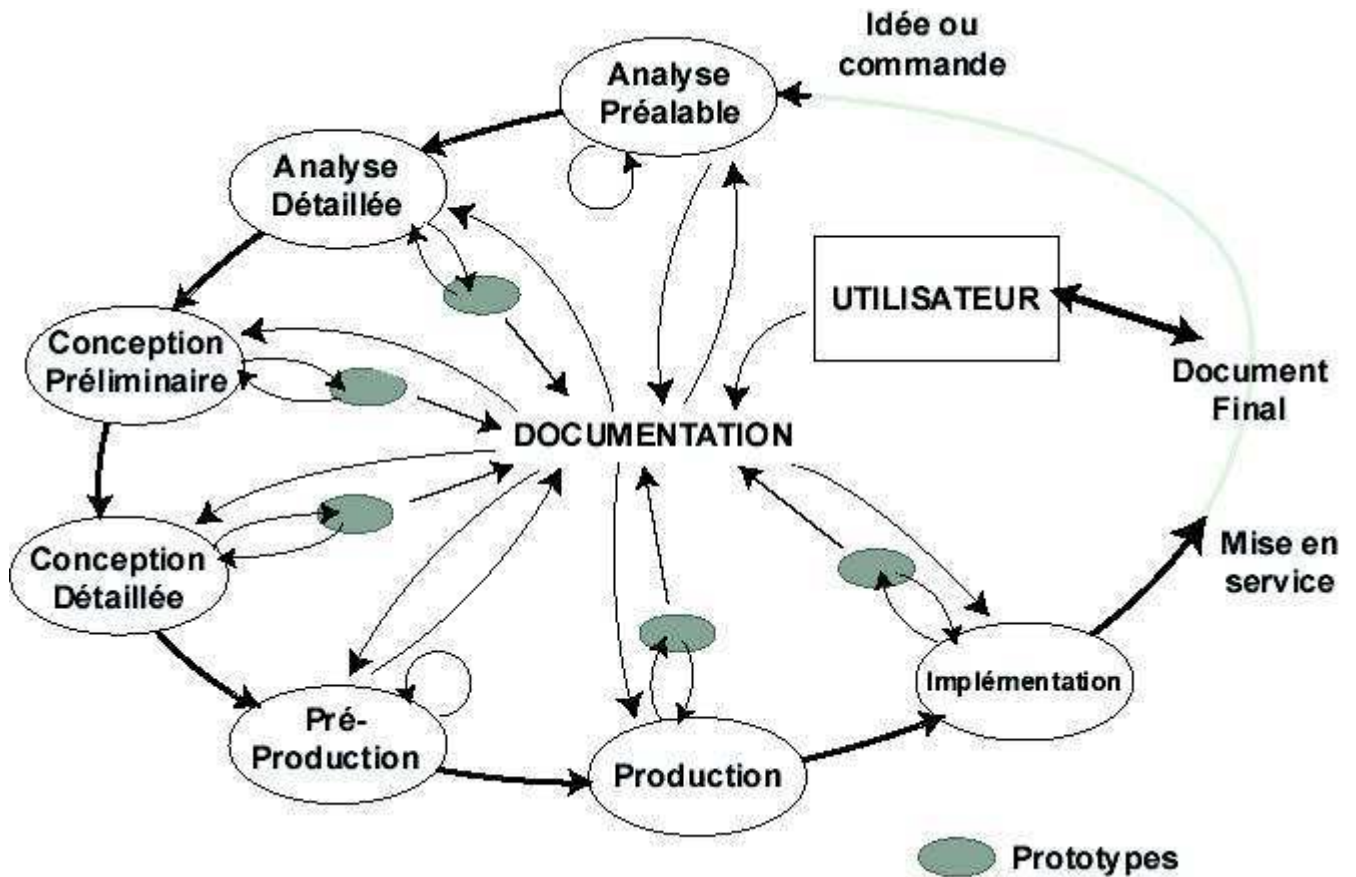 Idée ou
commande
Analyse
Préalable
Analyse
Détaillée
UTILISATEUR
Conception
Préliminaire
Document
Final
DOCUMENTATION
Conception
Détaillée
Mise en
service
Implémentation
Pré-
Production
Production
Prototypes